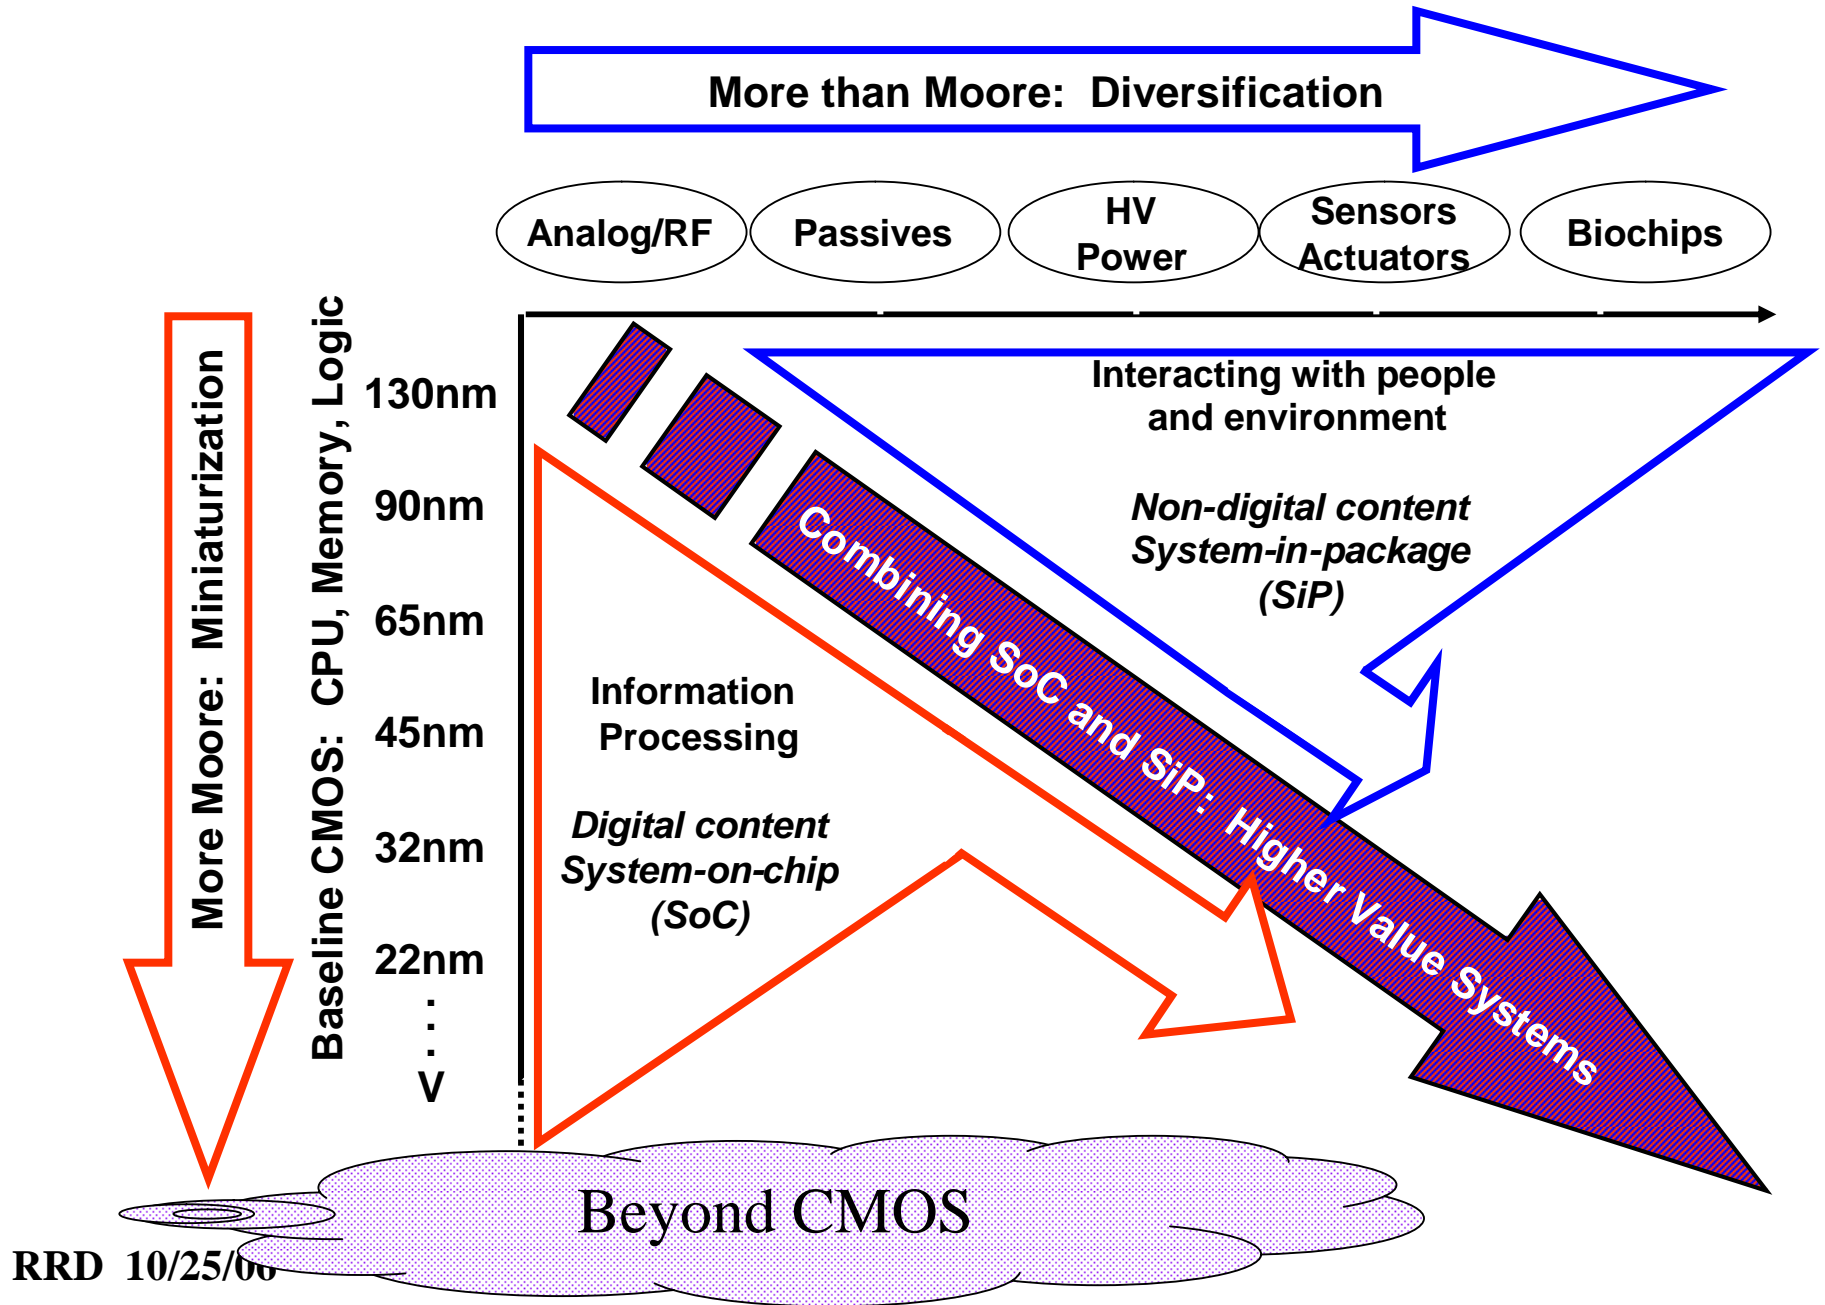 More than Moore: Diversification
Analog/RF
Passives
HV
Power
Sensors
Actuators
Biochips
More Moore: Miniaturization
Baseline CMOS: CPU, Memory, Logic
130nm
90nm
65nm
45nm
32nm
22nm
.
.
.
V
Interacting with people
and environment
Non-digital content
System-in-package
(SiP)
Combining SoC and SiP: Higher Value Systems
Information
Processing
Digital content
System-on-chip
(SoC)
Beyond CMOS
RRD 10/25/06